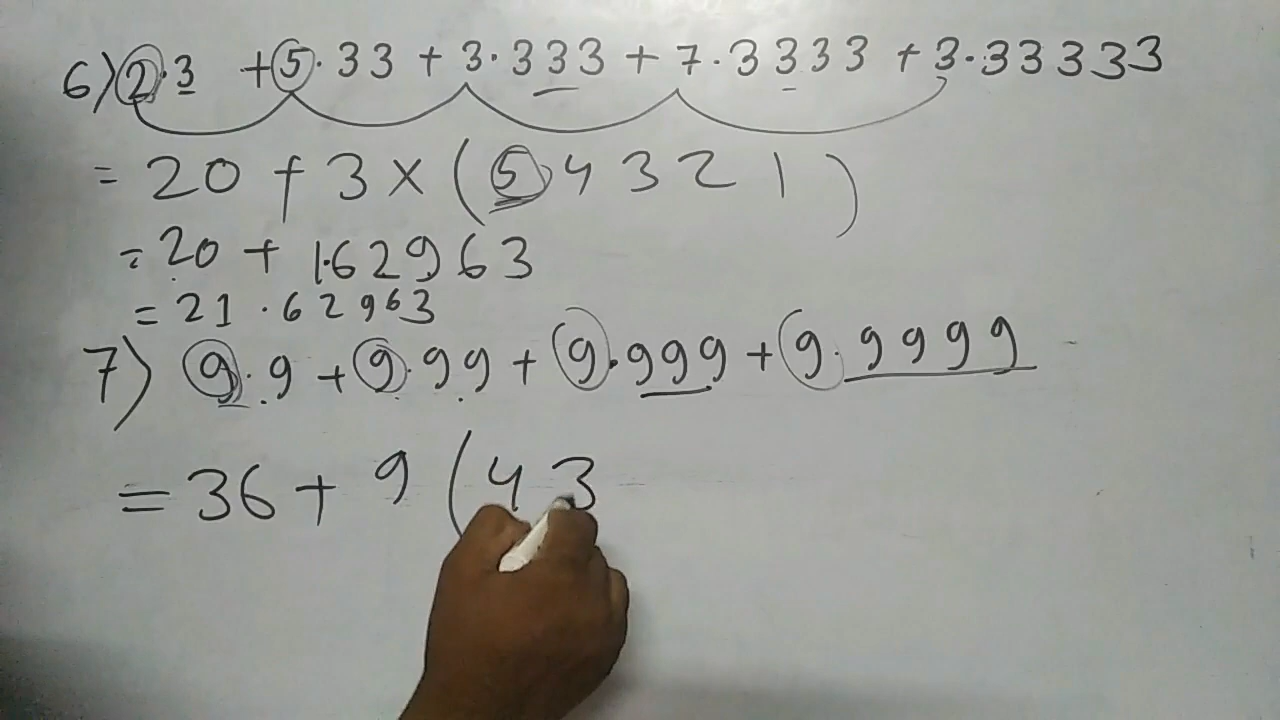 6) 2.3 + 5.33 + 3.333 + 7.3333 + 3.33333
= 20 + 3 × (5 4 3 2 1)
= 20 + 1.62963
= 21.62963
7) 9.9 + 9.99 + 9.999 + 9.9999
= 36 + 9 (4 3